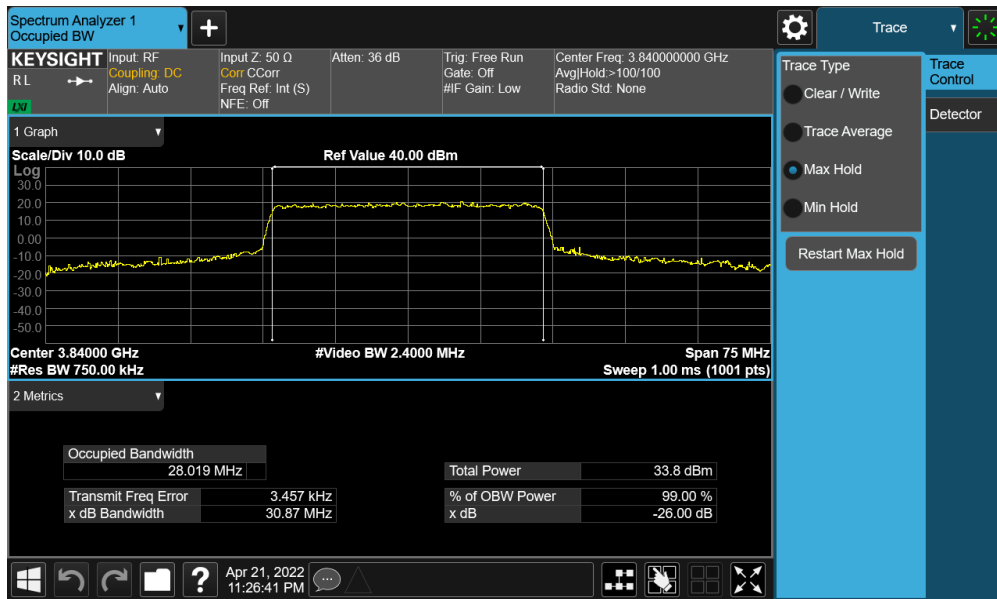 Spectrum Analyzer 1
Occupied BW
+
Trace
KEYSIGHT
R L
LXI
Input: RF
Coupling: DC
Align: Auto
Input Z: 50 Ω
Corr CCorr
Freq Ref: Int (S)
NFE: Off
Atten: 36 dB
Trig: Free Run
Gate: Off
#IF Gain: Low
Center Freq: 3.840000000 GHz
Avg|Hold:>100/100
Radio Std: None
1 Graph
Scale/Div 10.0 dB
Ref Value 40.00 dBm
Log
30.0
20.0
10.0
0.00
-10.0
-20.0
-30.0
-40.0
-50.0
Center 3.84000 GHz
#Video BW 2.4000 MHz
Span 75 MHz
#Res BW 750.00 kHz
Sweep 1.00 ms (1001 pts)
2 Metrics
Occupied Bandwidth
28.019 MHz
Total Power 33.8 dBm
Transmit Freq Error 3.457 kHz
% of OBW Power 99.00 %
x dB Bandwidth 30.87 MHz
x dB -26.00 dB
?
Apr 21, 2022
11:26:41 PM
Trace Type
Clear / Write
Trace Average
Max Hold
Min Hold
Restart Max Hold
Trace
Control
Detector